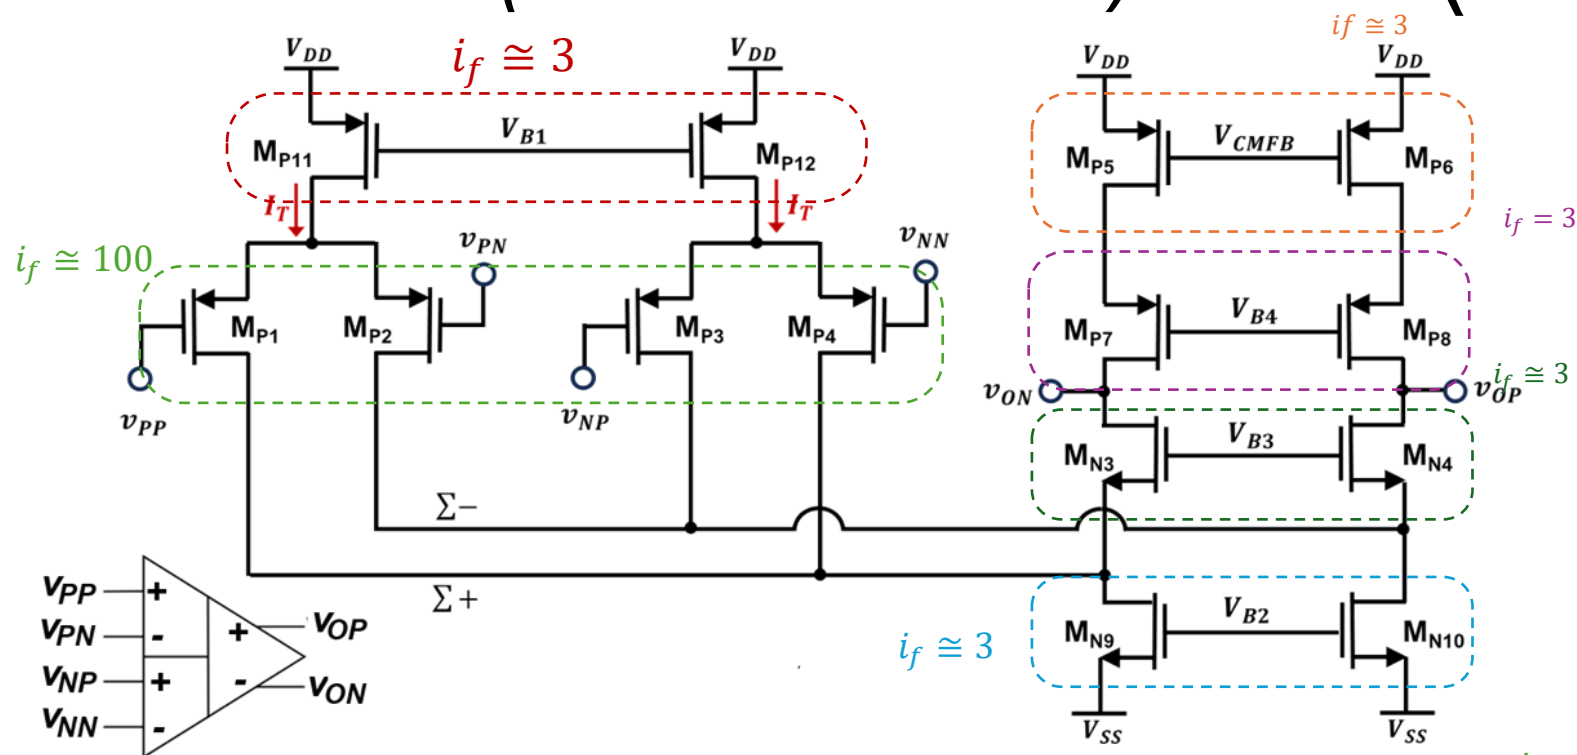 if ≅ 3
V_DD
i_f ≅ 3
V_DD
V_DD
V_DD
M_P11
V_B1
M_P12
M_P5
V_CMFB
M_P6
I_T
I_T
i_f = 3
i_f ≅ 100
v_PN
v_NN
M_P1
M_P2
M_P3
M_P4
M_P7
V_B4
M_P8
i_f ≅ 3
v_PP
v_NP
v_ON
v_OP
M_N3
V_B3
M_N4
Σ−
Σ+
M_N9
V_B2
M_N10
i_f ≅ 3
V_SS
V_SS
v_PP
+
v_PN
-
+
v_OP
v_NP
+
-
v_ON
v_NN
-